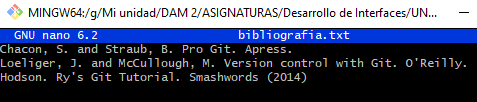 MINGW64:/g/Mi unidad/DAM 2/ASIGNATURAS/Desarrollo de Interfaces/UN...
GNU nano 6.2 bibliografia.txt
Chacon, S. and Straub, B. Pro Git. Apress.
Loeliger, J. and McCullough, M. Version control with Git. O'Reilly.
Hodson. Ry's Git Tutorial. Smashwords (2014)